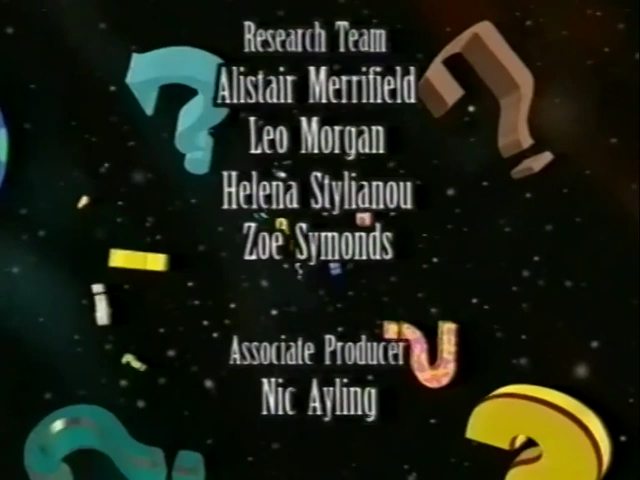 Research Team
Alistair Merrifield
Leo Morgan
Helena Stylianou
Zoe Symonds
Associate Producer
Nic Ayling